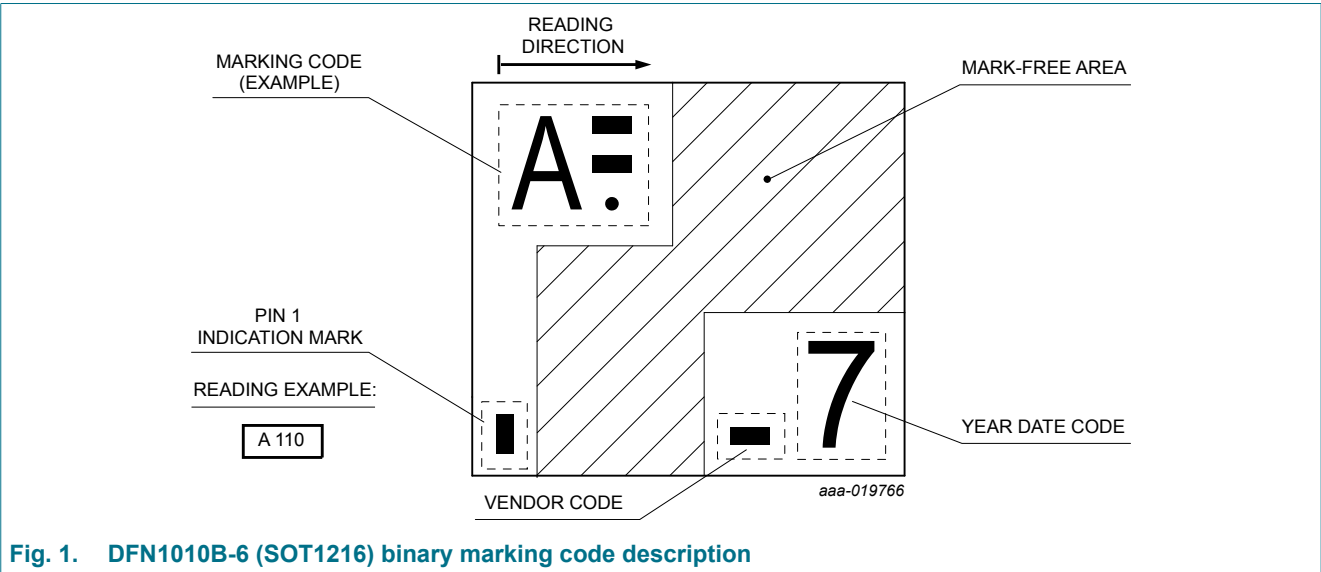 READING
DIRECTION
MARKING CODE
(EXAMPLE)
MARK-FREE AREA
A
PIN 1
INDICATION MARK
READING EXAMPLE:
A 110
7
YEAR DATE CODE
VENDOR CODE
aaa-019766
Fig. 1. DFN1010B-6 (SOT1216) binary marking code description